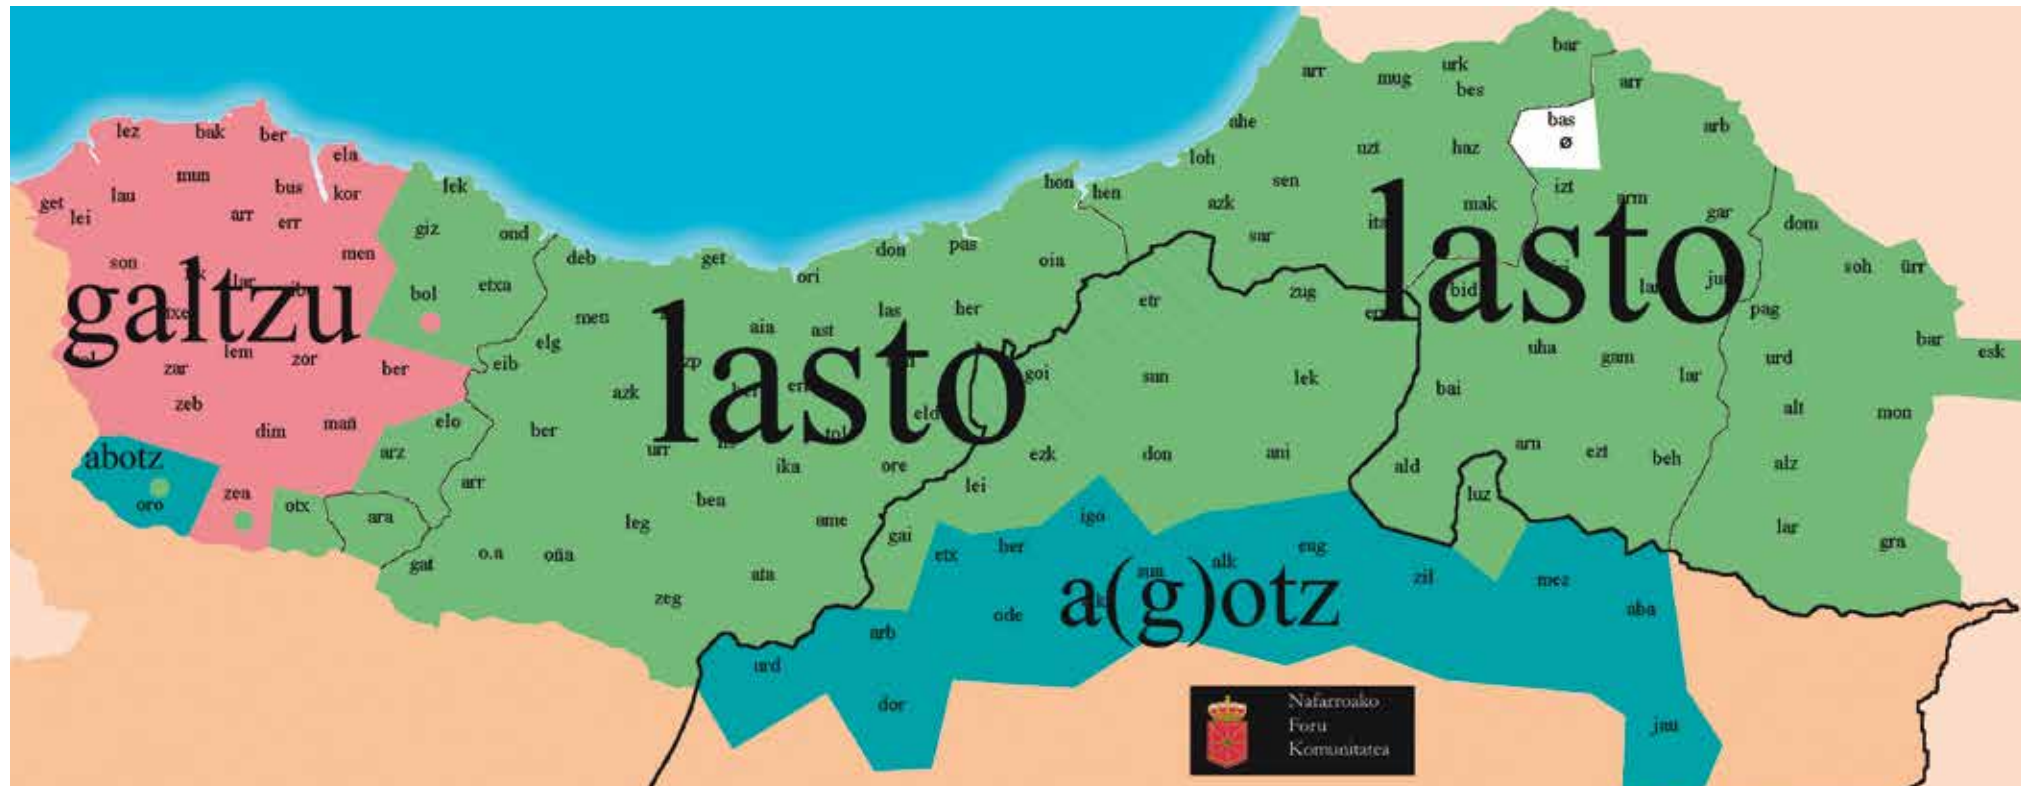 bar
arr
mug
urk
bes
arr
lez
bak
ber
ahe
bas
ø
arb
ela
uzt
haz
loh
mun
bus
kor
lek
hon
hen
sen
izt
get
lei
lau
arr
err
azk
ita
mak
arm
gar
dom
giz
ond
sar
son
men
deb
get
ori
don
pas
oin
soh
ürr
galtzu
lasto
lasto
bol
etxa
etr
zug
bid
pag
men
elg
aia
ast
las
her
bar
esk
zar
lem
zor
ber
eib
goi
sun
lek
uha
gam
lar
urd
azk
bai
zeb
dim
mañ
elo
ber
eld
alt
mon
abotz
arz
urr
ika
ore
ezk
don
ani
ald
arn
ezt
beh
alz
oro
zea
otx
ara
arr
lei
luz
leg
ben
ame
gai
igo
lar
gra
gat
o.n
oña
ata
etx
ber
alk
eug
zil
mez
zeg
arb
ode
a(g)otz
aba
urd
dor
jau
Nafarroako
Foru
Komunitatea